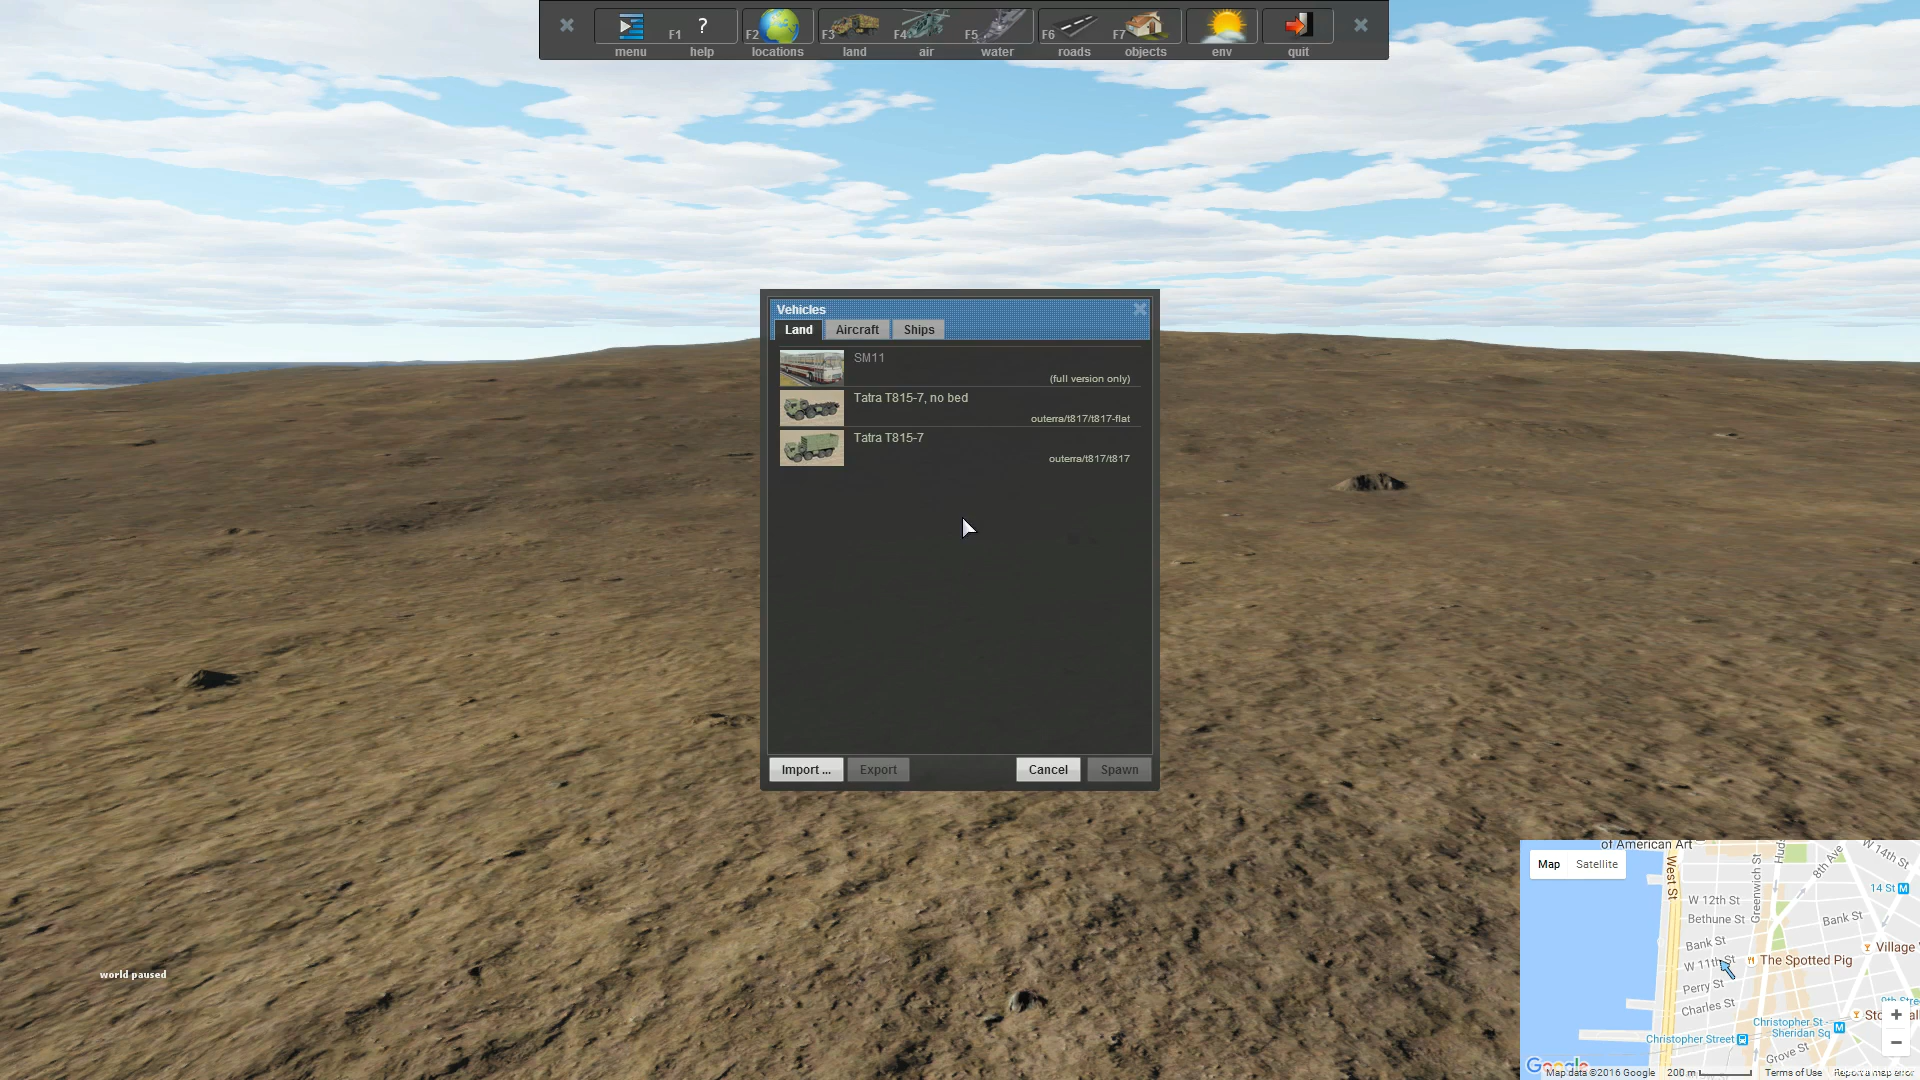 F1 ?
F2
F3
F4
F5
F6
F7
menu help locations land air water roads objects env quit
Vehicles
Land Aircraft Ships
SM11
(full version only)
Tatra T815-7, no bed
outerra/t817/t817-flat
Tatra T815-7
outerra/t817/t817
Import ... Export Cancel Spawn
world paused
of American Art
Map Satellite
West St
Greenwich St
Huds
8th Ave
W 14th St
14 St M
W 12th St
Bethune St
Bank St
Bank St
Village
W 11th St
The Spotted Pig
Perry St
Charles St
Christopher St -
Sheridan Sq M
Christopher Street
Grove St
+
−
Google
Map data ©2016 Google 200 m Terms of Use Report a map error